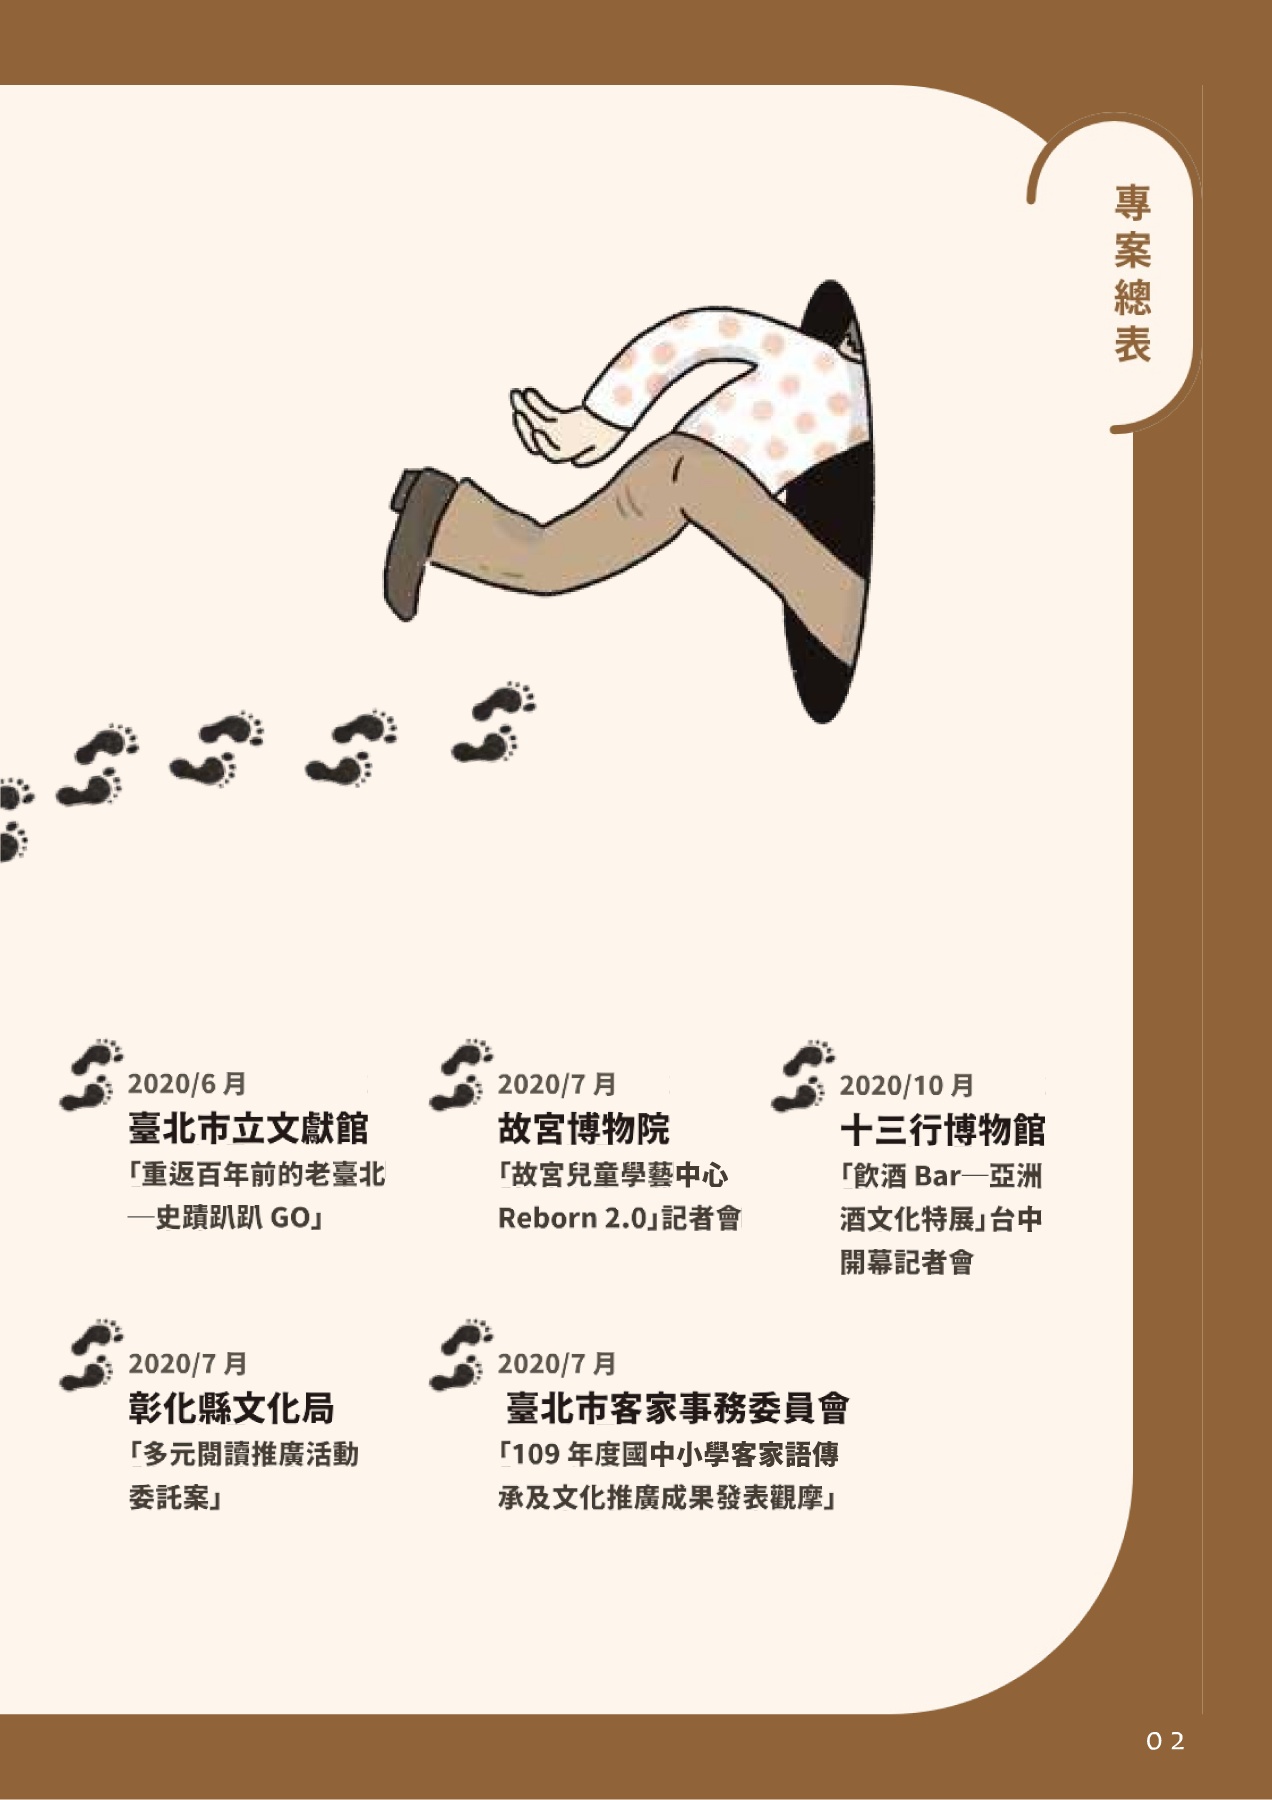 專案總表
2020/6 月
臺北市立文獻館
「重返百年前的老臺北
─史蹟趴趴 GO」
2020/7 月
故宮博物院
「故宮兒童學藝中心
Reborn 2.0」記者會
2020/10 月
十三行博物館
「飲酒 Bar─亞洲
酒文化特展」台中
開幕記者會
2020/7 月
彰化縣文化局
「多元閱讀推廣活動
委託案」
2020/7 月
臺北市客家事務委員會
「109 年度國中小學客家語傳
承及文化推廣成果發表觀摩」
02